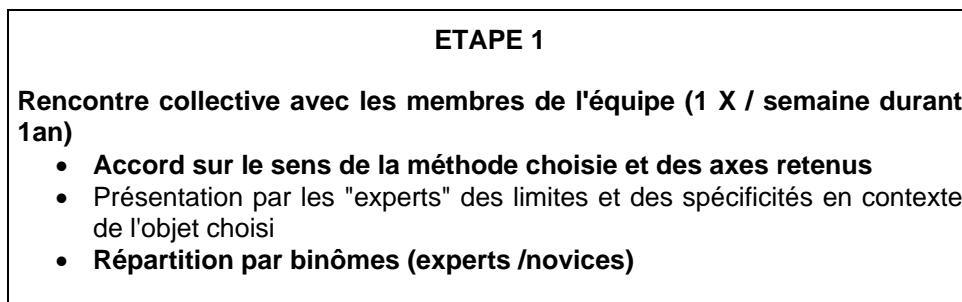 ETAPE 1
Rencontre collective avec les membres de l'équipe (1 X / semaine durant
1an)
• Accord sur le sens de la méthode choisie et des axes retenus
• Présentation par les "experts" des limites et des spécificités en contexte
de l'objet choisi
• Répartition par binômes (experts /novices)